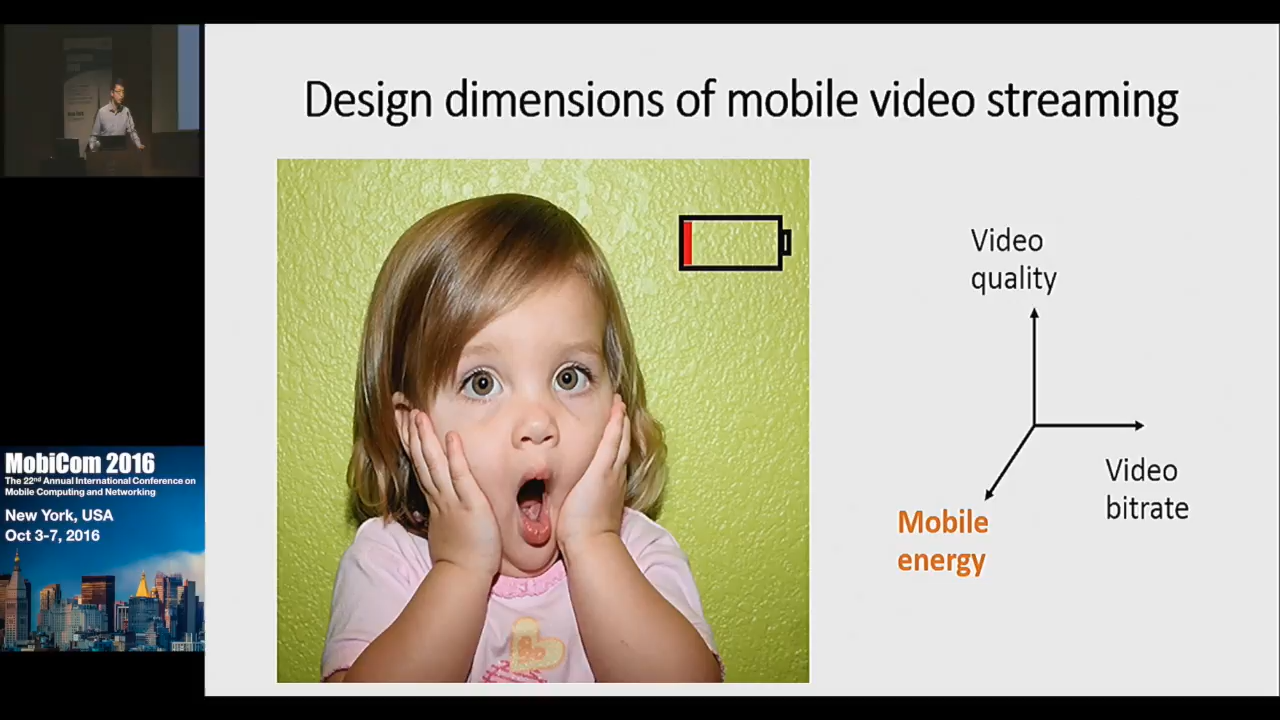 Design dimensions of mobile video streaming
Video
quality
Video
bitrate
Mobile
energy
MobiCom 2016
The 22nd Annual International Conference on
Mobile Computing and Networking
New York, USA
Oct 3-7, 2016